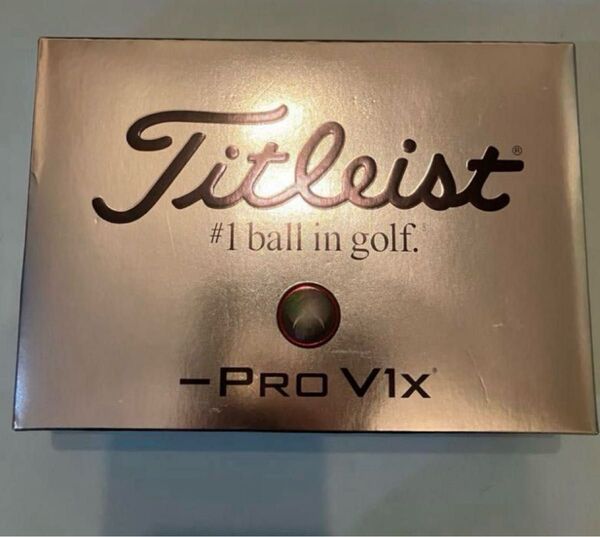 Titleist®
#1 ball in golf.
–PRO V1x